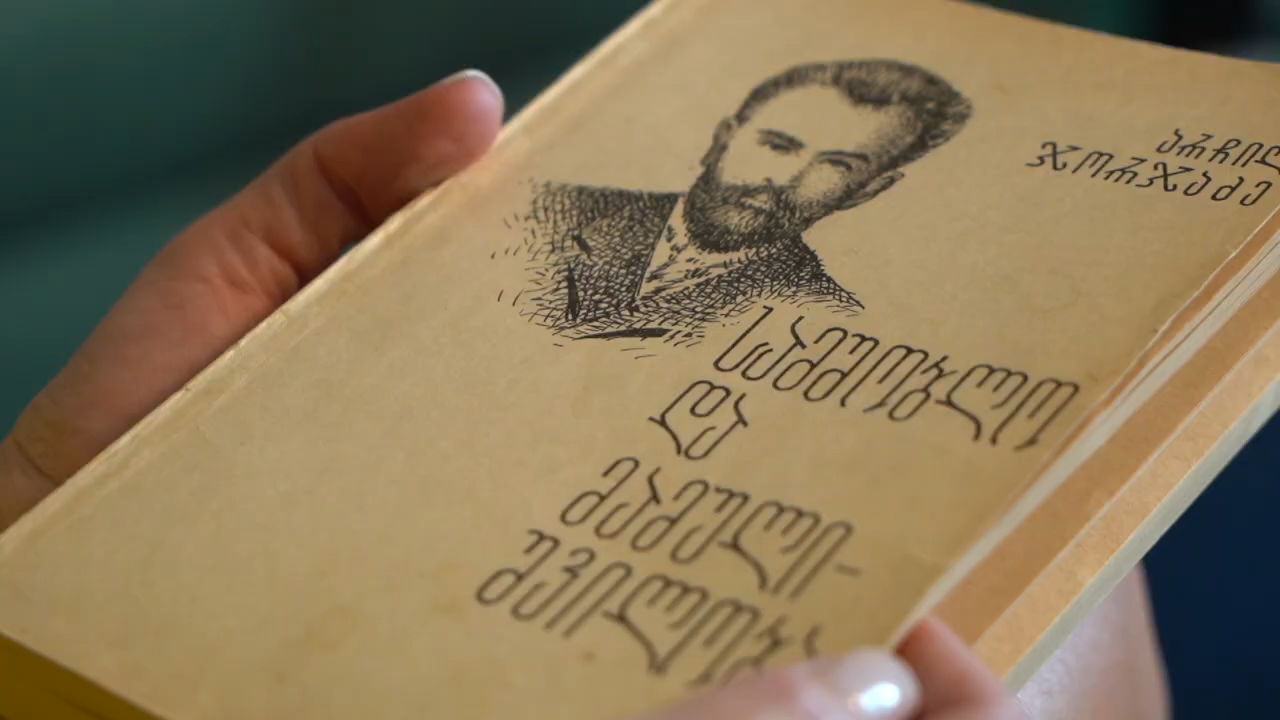 არჩილ
ჯორჯაძე
სამშობლო
და
მამული-
შვილობა